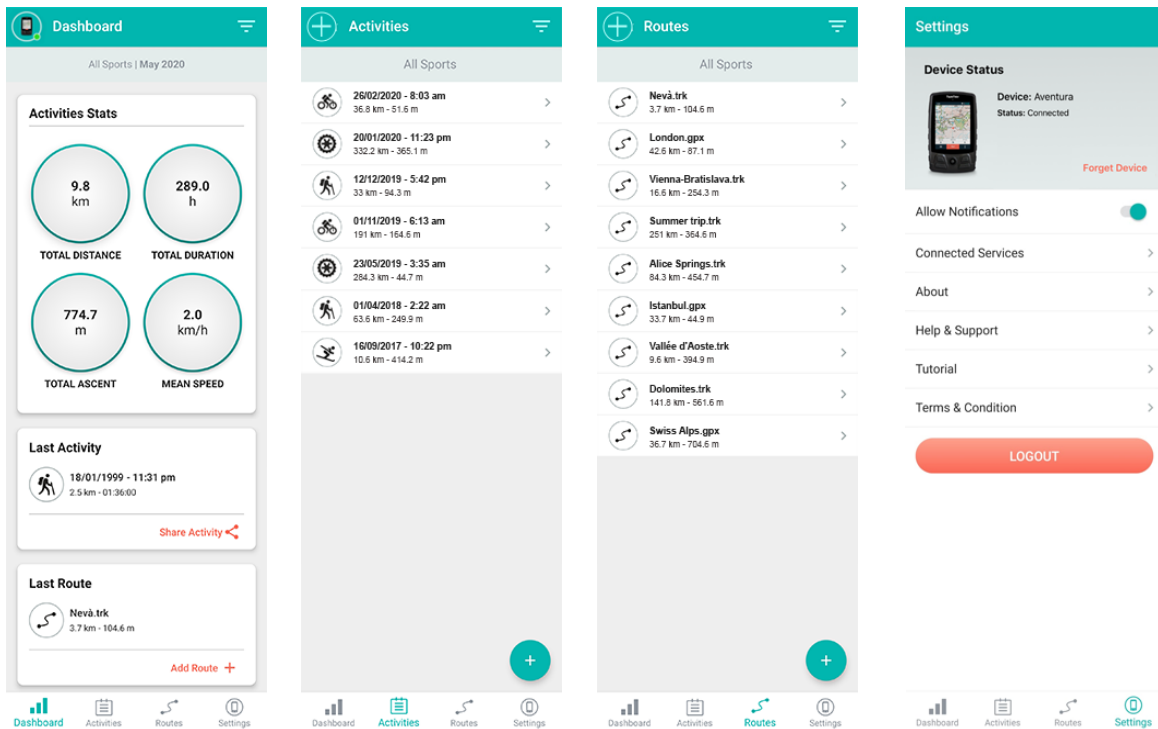 Dashboard
All Sports | May 2020
Activities Stats
9.8
km
TOTAL DISTANCE
289.0
h
TOTAL DURATION
774.7
m
TOTAL ASCENT
2.0
km/h
MEAN SPEED
Last Activity
18/01/1999 - 11:31 pm
2.5 km - 01:36:00
Share Activity
Last Route
Nevà.trk
3.7 km - 104.6 m
Add Route +
Dashboard
Activities
Routes
Settings
Activities
All Sports
26/02/2020 - 8:03 am
36.8 km - 51.6 m
20/01/2020 - 11:23 pm
332.2 km - 365.1 m
12/12/2019 - 5:42 pm
33 km - 94.3 m
01/11/2019 - 6:13 am
191 km - 164.6 m
23/05/2019 - 3:35 am
284.3 km - 44.7 m
01/04/2018 - 2:22 am
63.6 km - 249.9 m
16/09/2017 - 10:22 pm
10.6 km - 414.2 m
Dashboard
Activities
Routes
Settings
Routes
All Sports
Nevà.trk
3.7 km - 104.6 m
London.gpx
42.6 km - 87.1 m
Vienna-Bratislava.trk
16.6 km - 254.3 m
Summer trip.trk
251 km - 364.6 m
Alice Springs.trk
84.3 km - 454.7 m
Istanbul.gpx
33.7 km - 44.9 m
Vallée d'Aoste.trk
9.6 km - 394.9 m
Dolomites.trk
141.8 km - 561.6 m
Swiss Alps.gpx
36.7 km - 704.6 m
Dashboard
Activities
Routes
Settings
Settings
Device Status
Device: Aventura
Status: Connected
Forget Device
Allow Notifications
Connected Services
About
Help & Support
Tutorial
Terms & Condition
LOGOUT
Dashboard
Activities
Routes
Settings